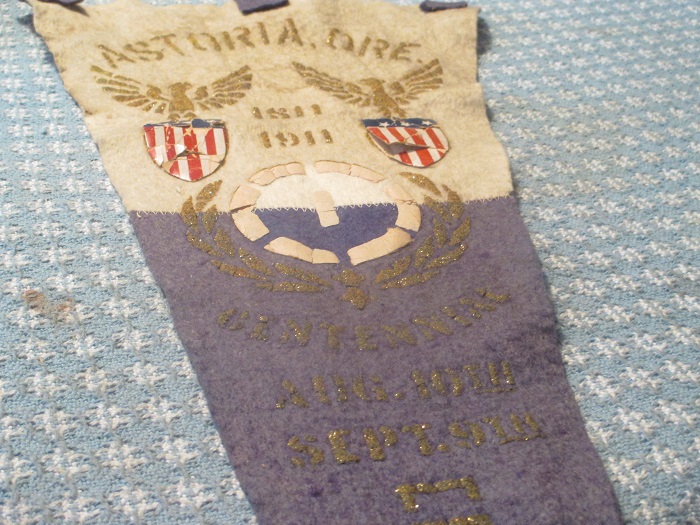 ASTORIA, ORE.
1811
1911
CENTENNIAL
AUG. 10TH
SEPT. 9TH